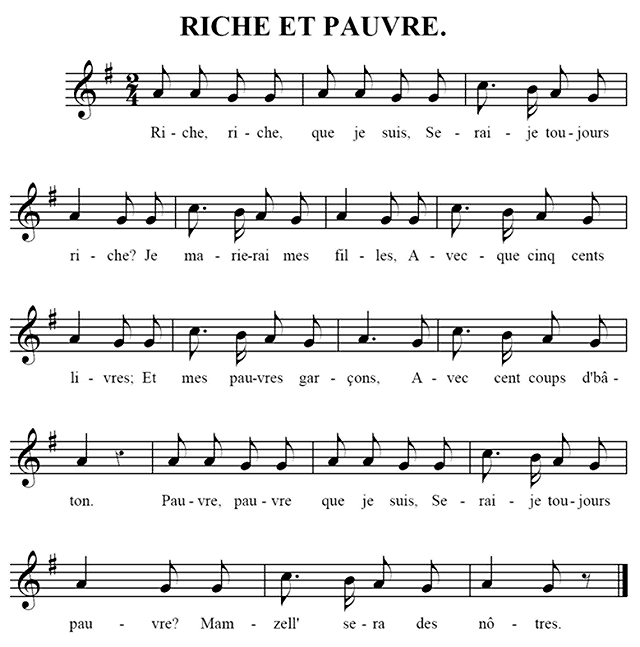 RICHE ET PAUVRE.
2/4
Ri - che, ri - che, que je suis, Se - rai - je tou-jours
ri - che? Je ma - rie-rai mes fil - les, A - vec - que cinq cents
li - vres; Et mes pau-vres gar - çons, A - vec cent coups d'bâ-
ton. Pau - vre, pau - vre que je suis, Se - rai - je tou-jours
pau - vre? Mam - zell' se - ra des nô - tres.